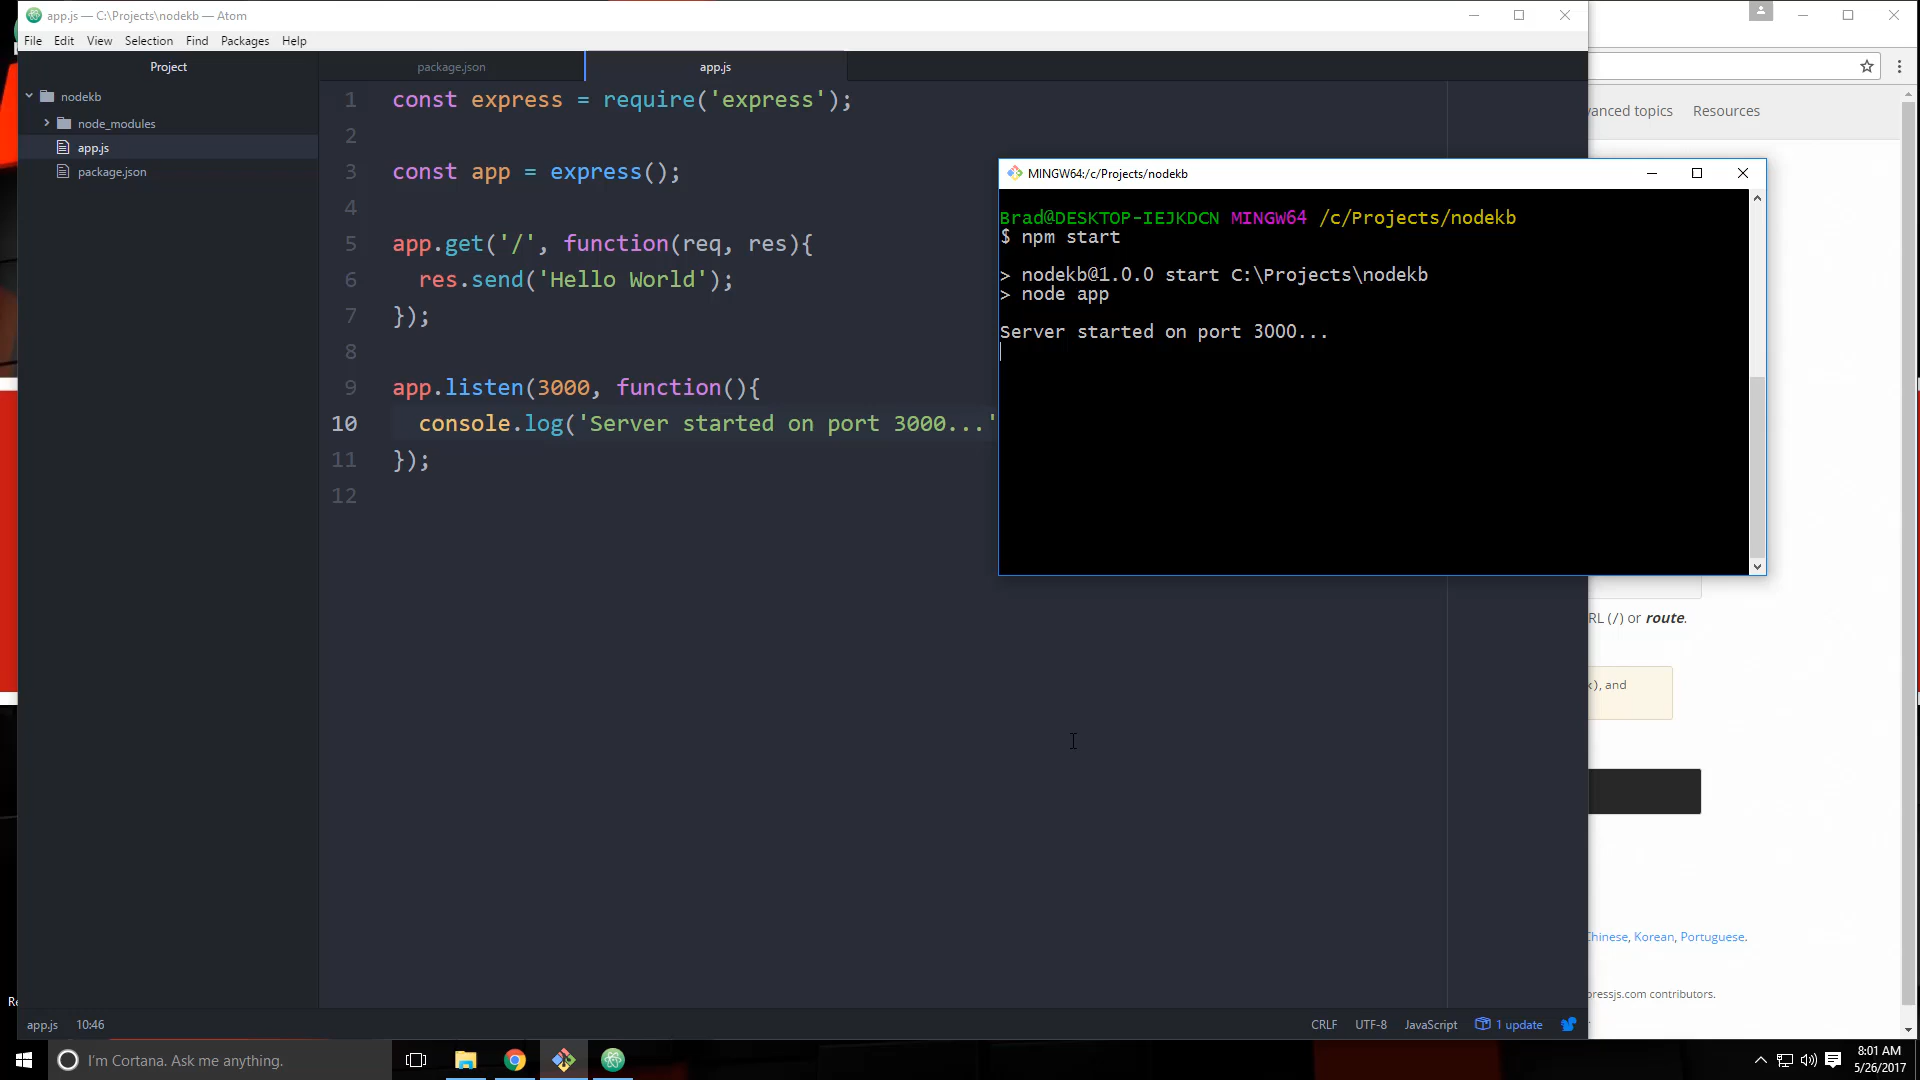 app.js — C:\Projects\nodekb — Atom
File Edit View Selection Find Packages Help
Project
nodekb
node_modules
app.js
package.json
package.json
app.js
1 const express = require('express');
2
3 const app = express();
4
5 app.get('/', function(req, res){
6 res.send('Hello World');
7 });
8
9 app.listen(3000, function(){
10 console.log('Server started on port 3000...'
11 });
12
MINGW64:/c/Projects/nodekb
Brad@DESKTOP-IEJKDCN MINGW64 /c/Projects/nodekb
$ npm start
> nodekb@1.0.0 start C:\Projects\nodekb
> node app
Server started on port 3000...
vanced topics Resources
RL (/) or route.
), and
Chinese, Korean, Portuguese.
pressjs.com contributors.
app.js 10:46
CRLF UTF-8 JavaScript 1 update
I'm Cortana. Ask me anything.
8:01 AM
5/26/2017